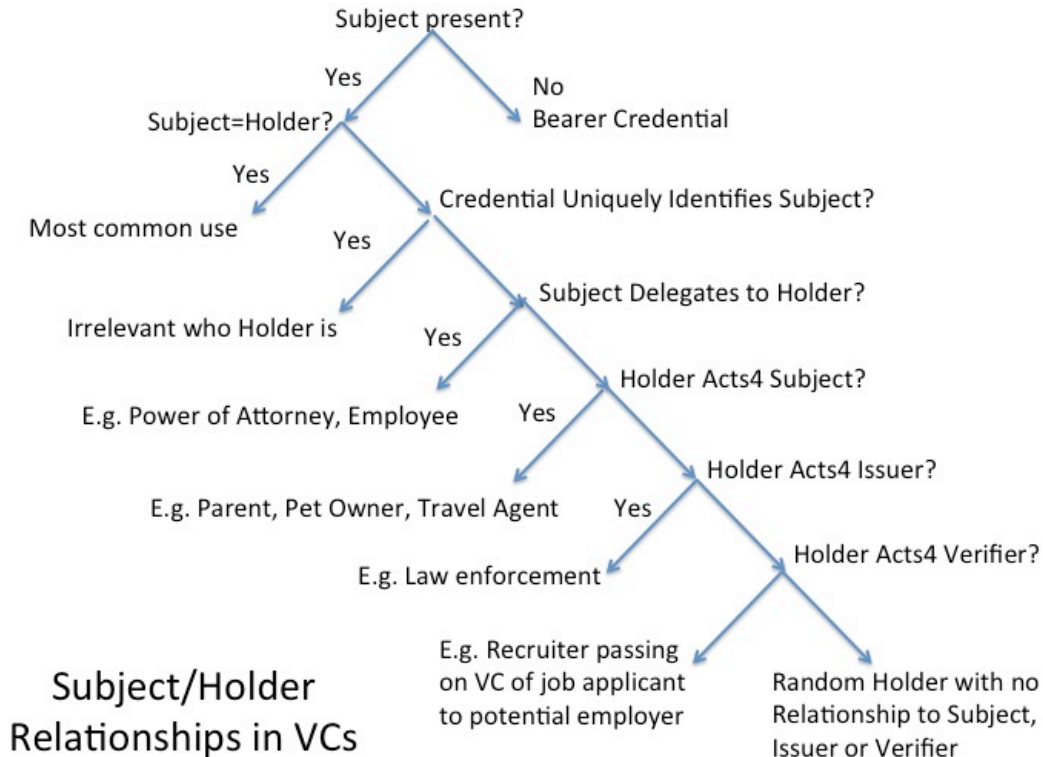 Subject present?
Yes
No
Bearer Credential
Subject=Holder?
Yes
Credential Uniquely Identifies Subject?
Most common use
Yes
Subject Delegates to Holder?
Irrelevant who Holder is
Yes
Holder Acts4 Subject?
E.g. Power of Attorney, Employee
Yes
Holder Acts4 Issuer?
E.g. Parent, Pet Owner, Travel Agent
Yes
Holder Acts4 Verifier?
E.g. Law enforcement
E.g. Recruiter passing
on VC of job applicant
to potential employer
Random Holder with no
Relationship to Subject,
Issuer or Verifier
Subject/Holder
Relationships in VCs